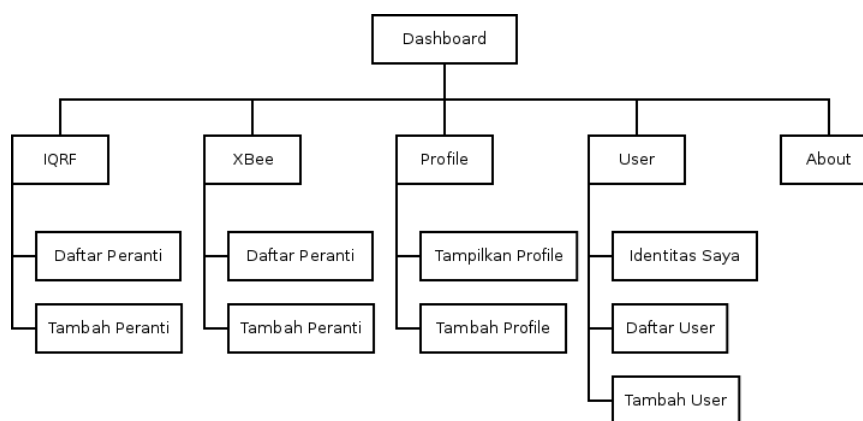 Dashboard
IQRF
XBee
Profile
User
About
Daftar Peranti
Daftar Peranti
Tampilkan Profile
Identitas Saya
Tambah Peranti
Tambah Peranti
Tambah Profile
Daftar User
Tambah User